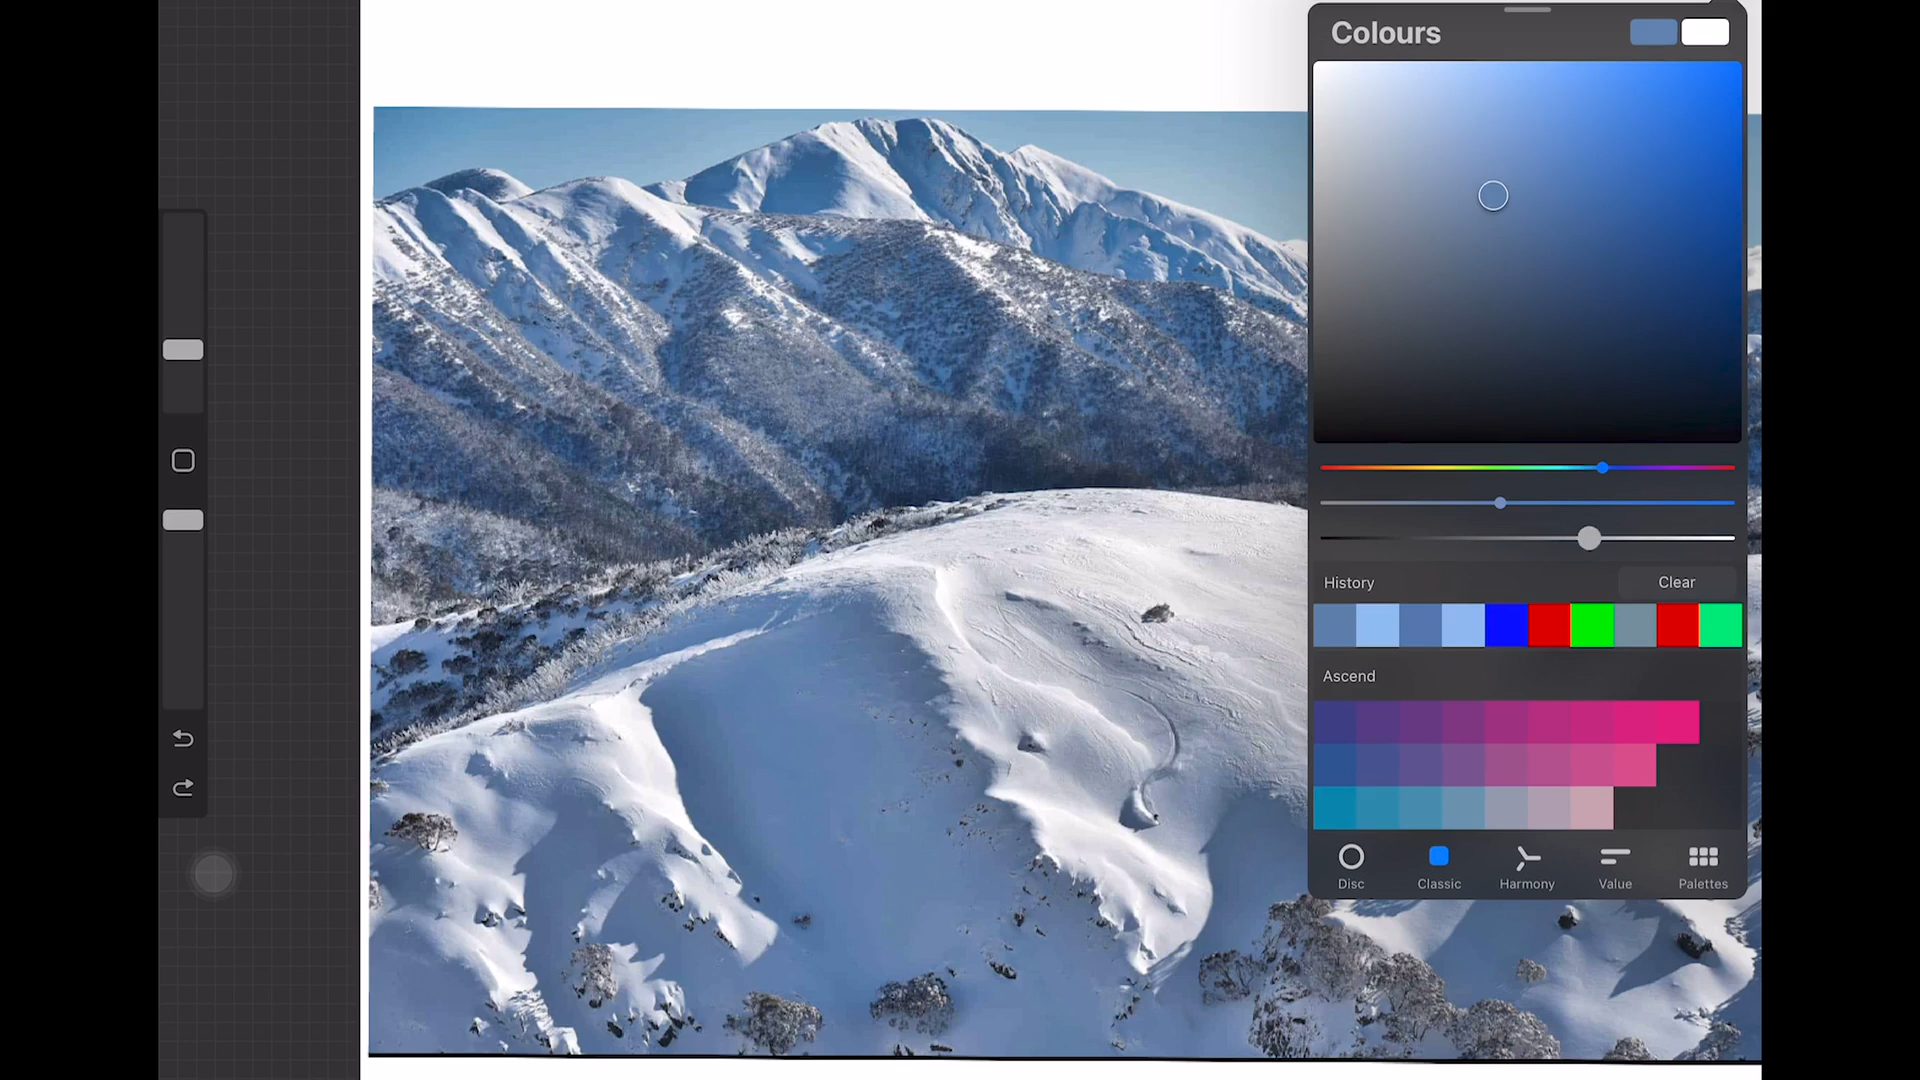 Colours
History
Clear
Ascend
Disc
Classic
Harmony
Value
Palettes